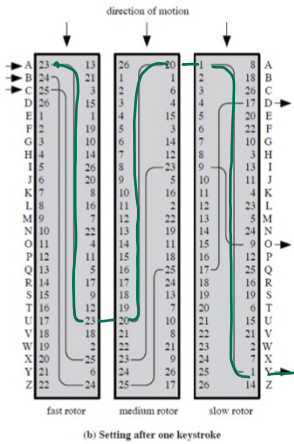 direction of motion
A 23 13 26 20 1 8 A
B 24 21 1 1 2 18 B
C 25 3 2 6 3 26 C
D 26 15 3 4 4 17 D
E 1 1 4 15 5 20 E
F 2 19 5 3 6 22 F
G 3 10 6 14 7 10 G
H 4 14 7 12 8 3 H
I 5 26 8 23 9 13 I
J 6 20 9 5 10 11 J
K 7 8 10 16 11 4 K
L 8 16 11 2 12 23 L
M 9 7 12 22 13 5 M
N 10 22 13 19 14 24 N
O 11 4 14 11 15 9 O
P 12 11 15 18 16 12 P
Q 13 5 16 25 17 25 Q
R 14 17 17 24 18 16 R
S 15 9 18 13 19 19 S
T 16 12 19 7 20 6 T
U 17 23 20 10 21 15 U
V 18 18 21 8 22 21 V
W 19 2 22 21 23 2 W
X 20 25 23 9 24 7 X
Y 21 6 24 26 25 1 Y
Z 22 24 25 17 26 14 Z
fast rotor medium rotor slow rotor
(b) Setting after one keystroke